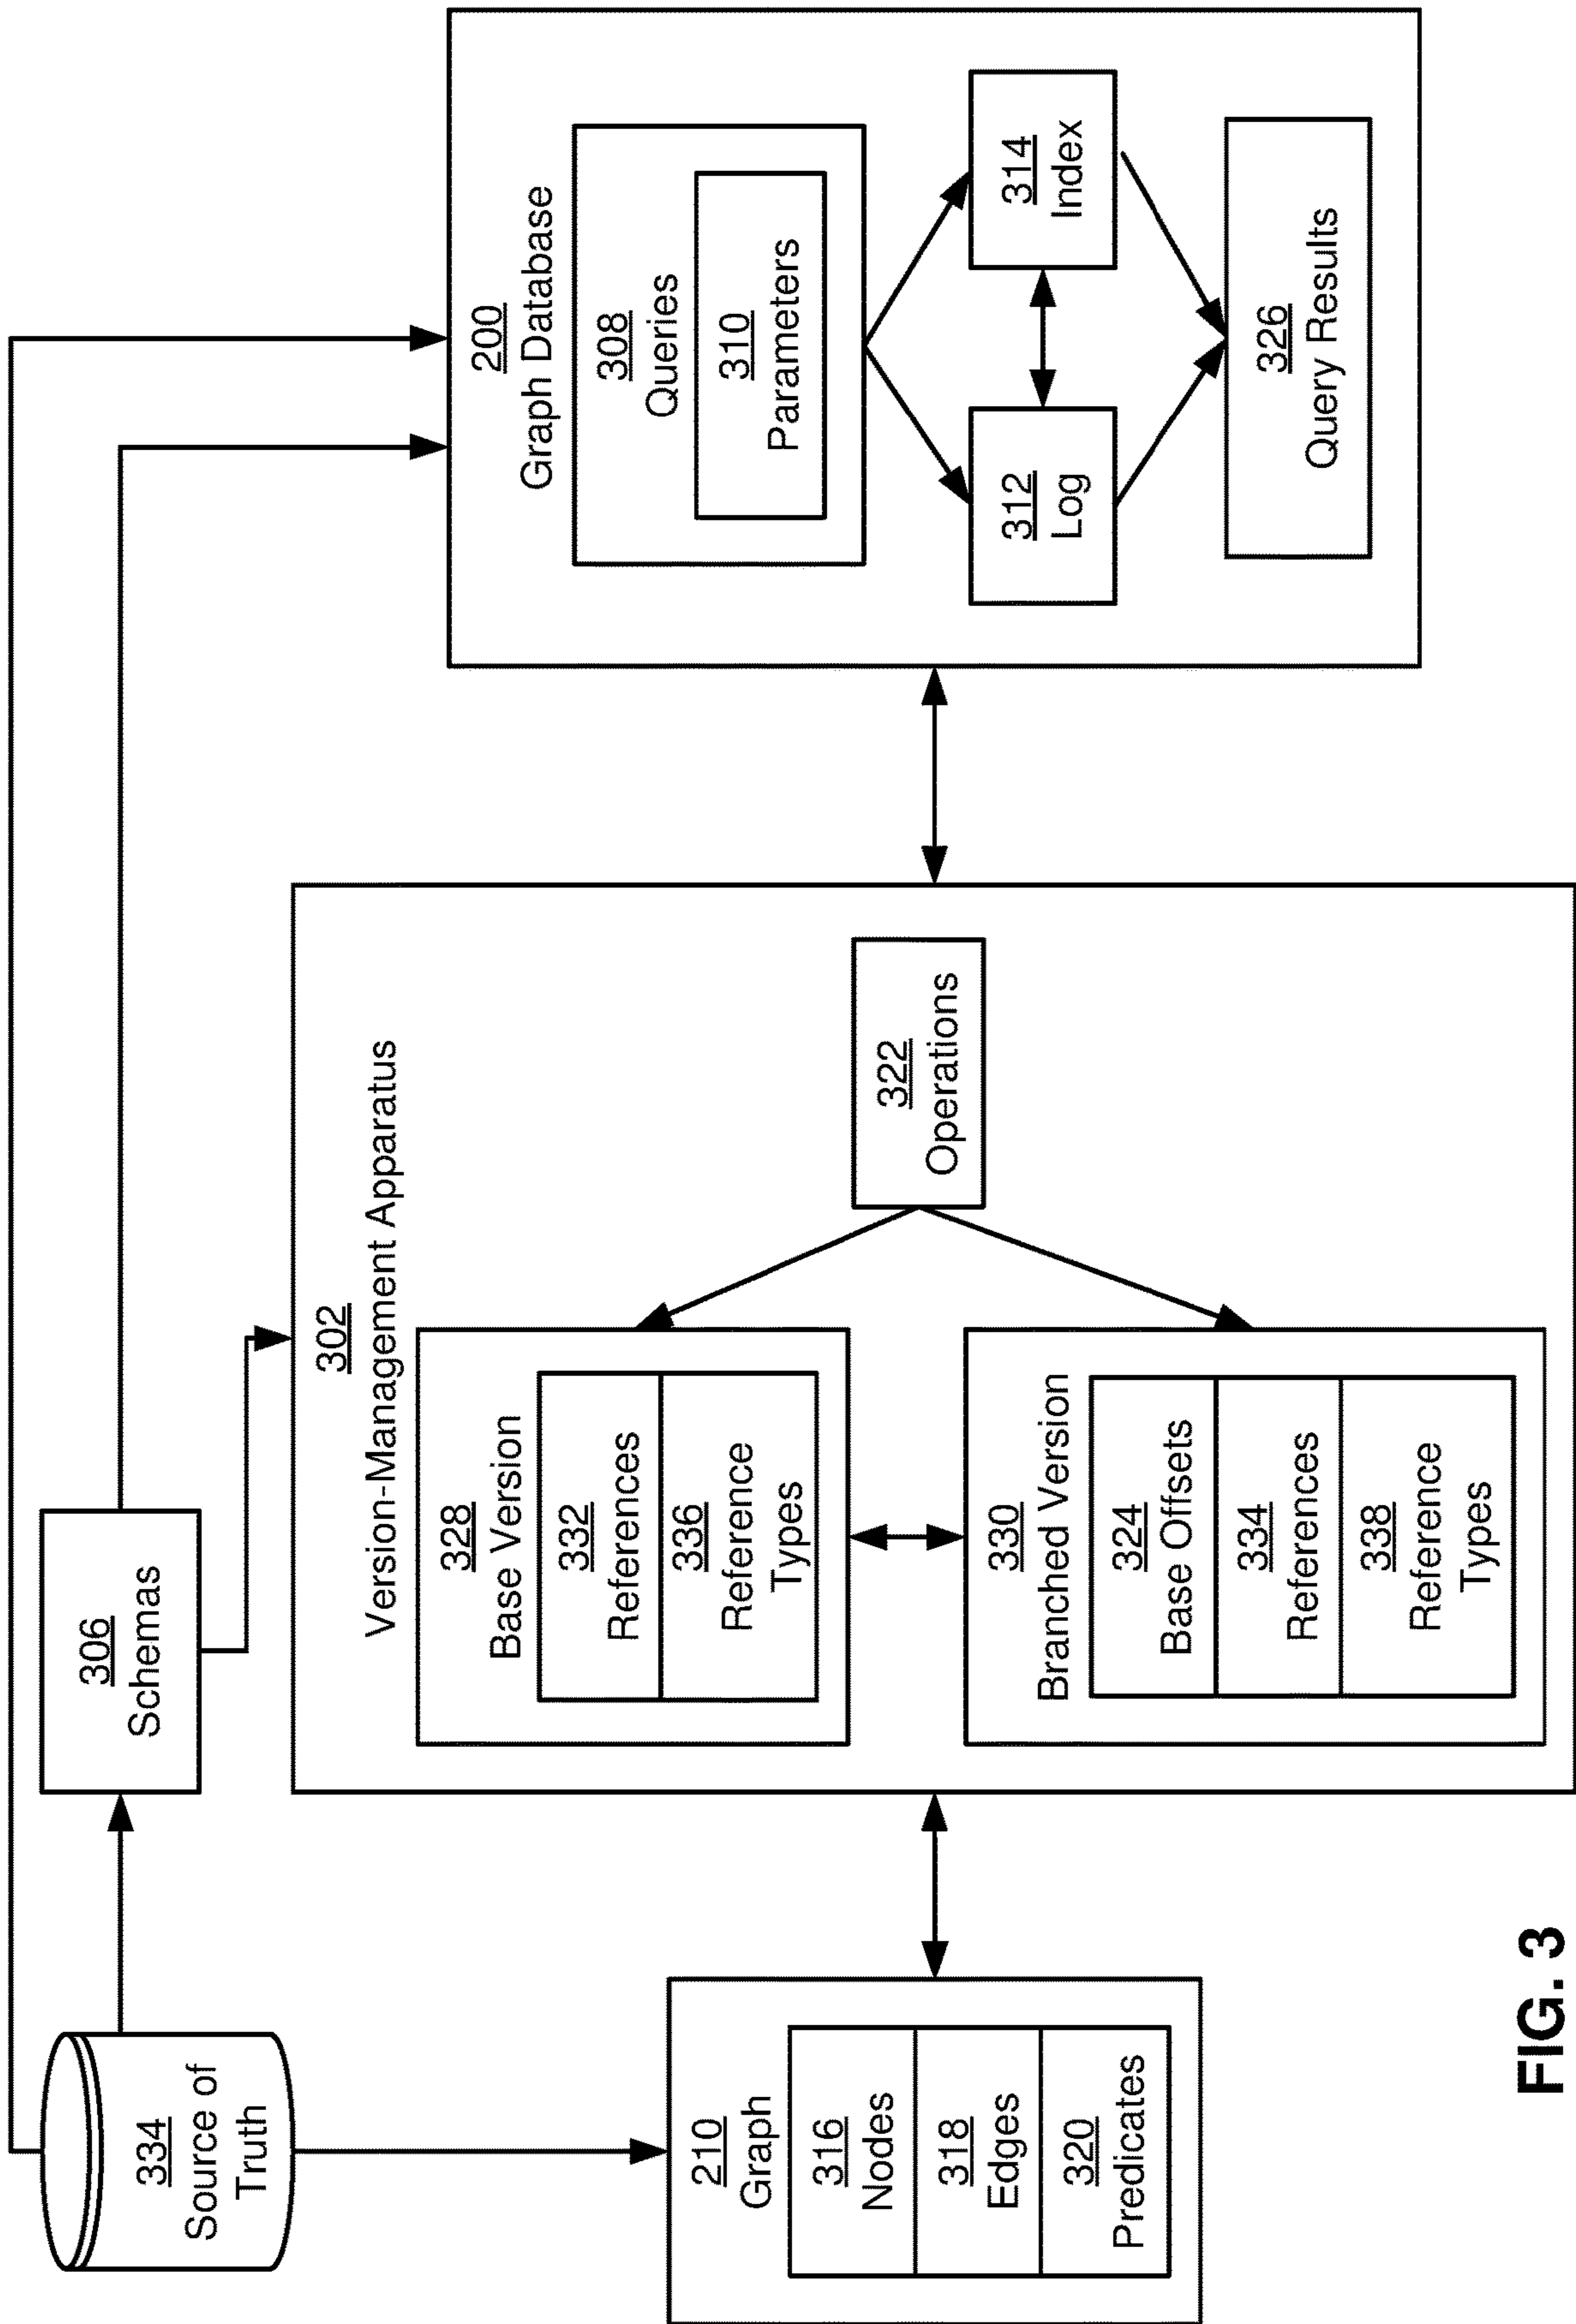 334
Source of
Truth
306
Schemas
210
Graph
316
Nodes
318
Edges
320
Predicates
302
Version-Management Apparatus
328
Base Version
332
References
336
Reference
Types
330
Branched Version
324
Base Offsets
334
References
338
Reference
Types
322
Operations
200
Graph Database
308
Queries
310
Parameters
312
Log
314
Index
326
Query Results
FIG. 3